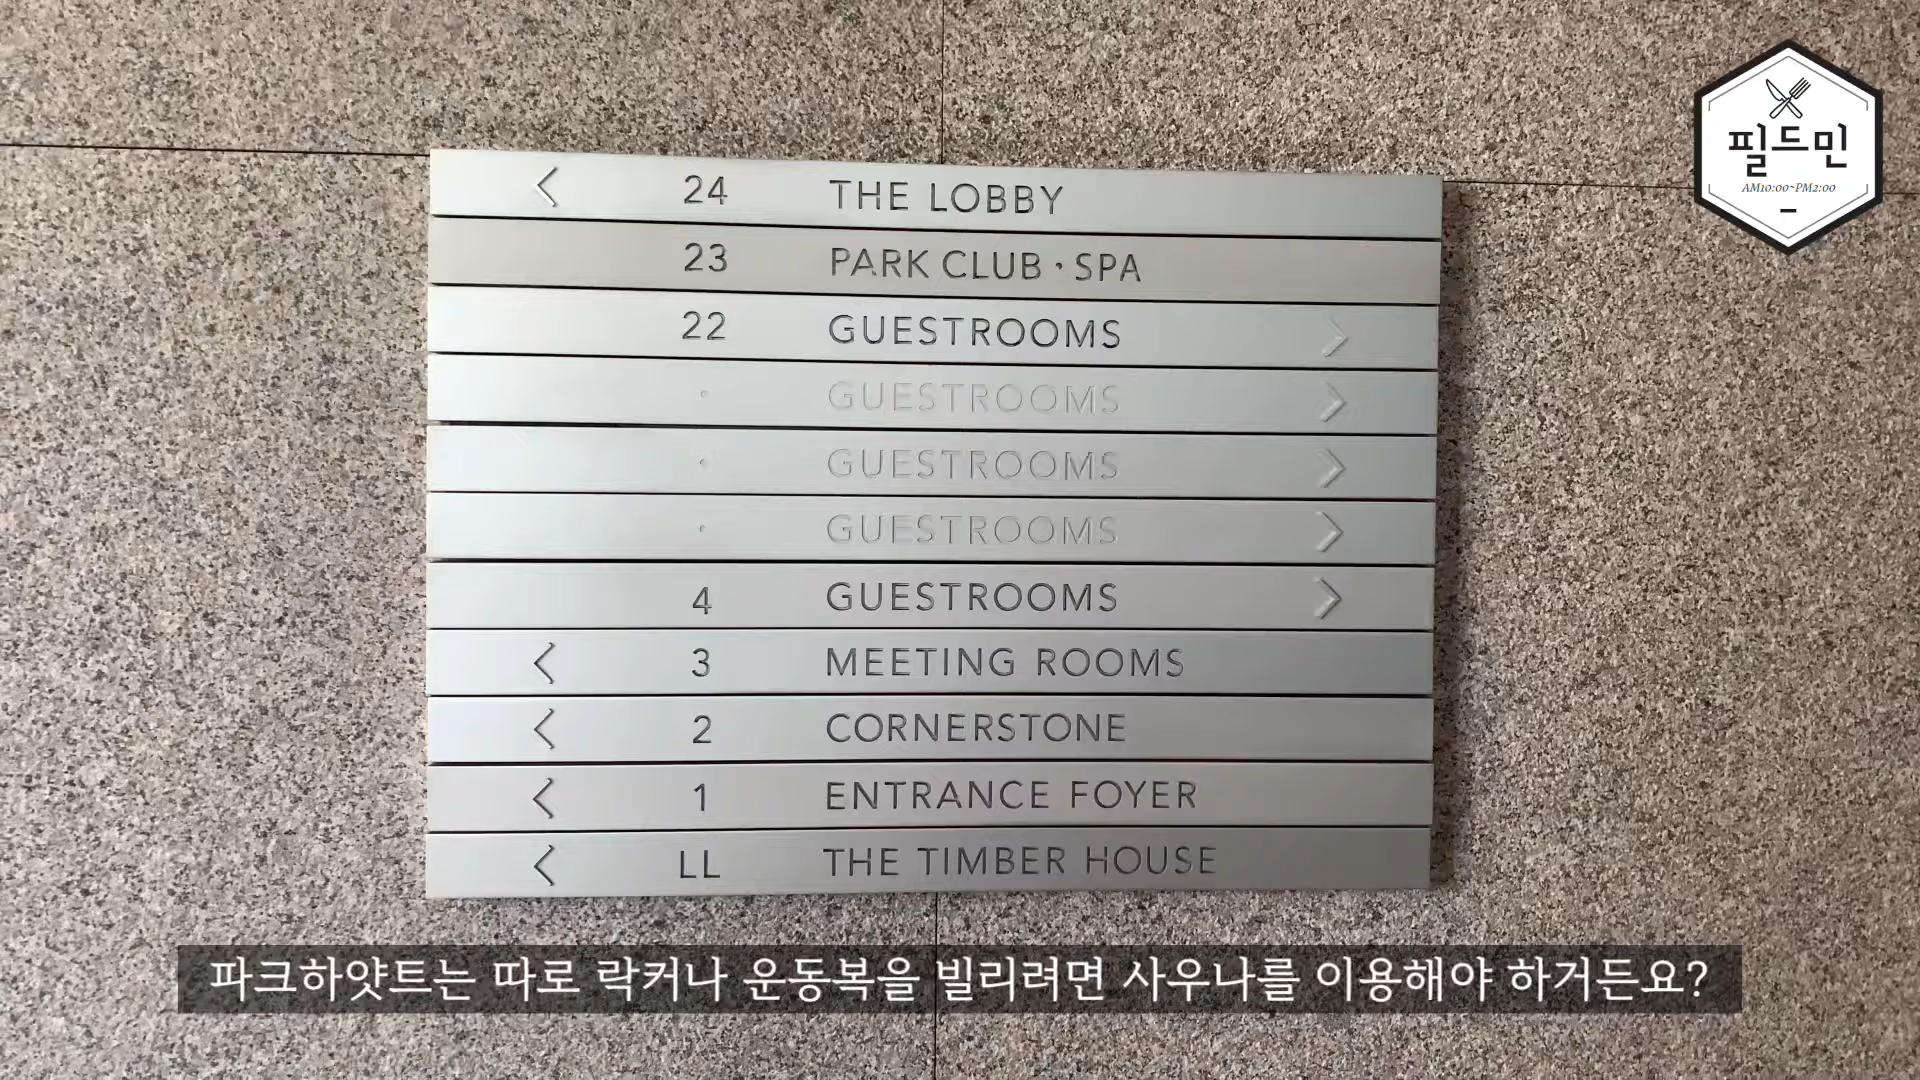 필드민
AM10:00~PM2:00
< 24 THE LOBBY
23 PARK CLUB · SPA
22 GUESTROOMS >
· GUESTROOMS >
· GUESTROOMS >
· GUESTROOMS >
4 GUESTROOMS >
< 3 MEETING ROOMS
< 2 CORNERSTONE
< 1 ENTRANCE FOYER
< LL THE TIMBER HOUSE
파크하얏트는 따로 락커나 운동복을 빌리려면 사우나를 이용해야 하거든요?